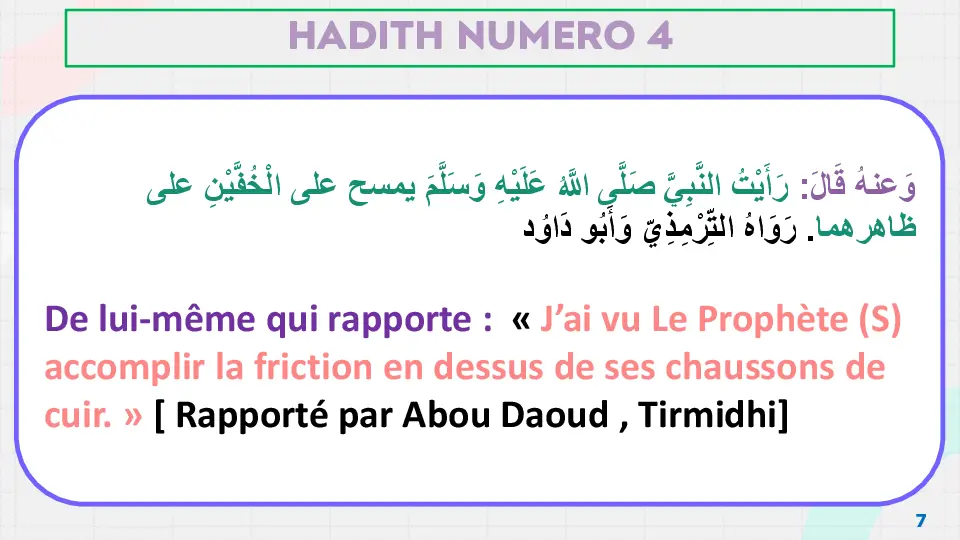 HADITH NUMERO 4
وَعنهُ قَالَ: رَأَيْتُ النَّبِيَّ صَلَّى اللَّهُ عَلَيْهِ وَسَلَّمَ يمسح على الْخُفَّيْنِ على
ظاهرهما. رَوَاهُ التِّرْمِذِيّ وَأَبُو دَاوُد
De lui-même qui rapporte : « J’ai vu Le Prophète (S)
accomplir la friction en dessus de ses chaussons de
cuir. » [ Rapporté par Abou Daoud , Tirmidhi]
7